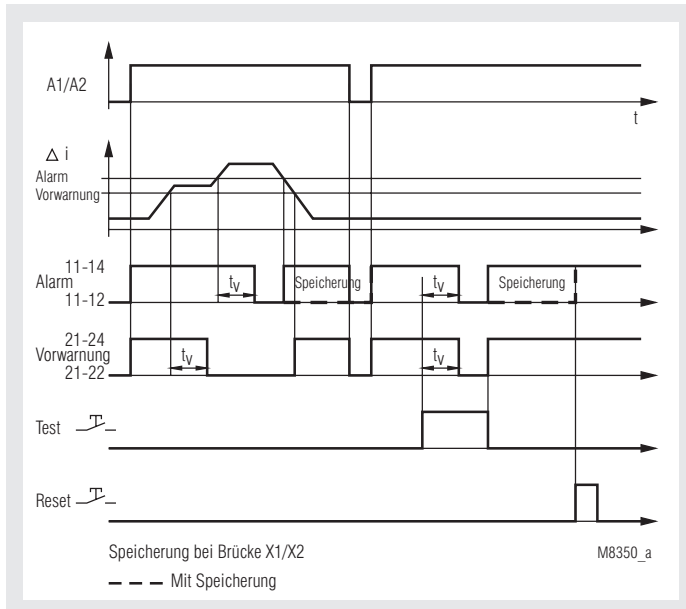 A1/A2
t
△ i
Alarm
Vorwarnung
11-14
Alarm
11-12
tv
Speicherung
tv
Speicherung
21-24
Vorwarnung
21-22
tv
tv
Test
Reset
Speicherung bei Brücke X1/X2
M8350_a
Mit Speicherung